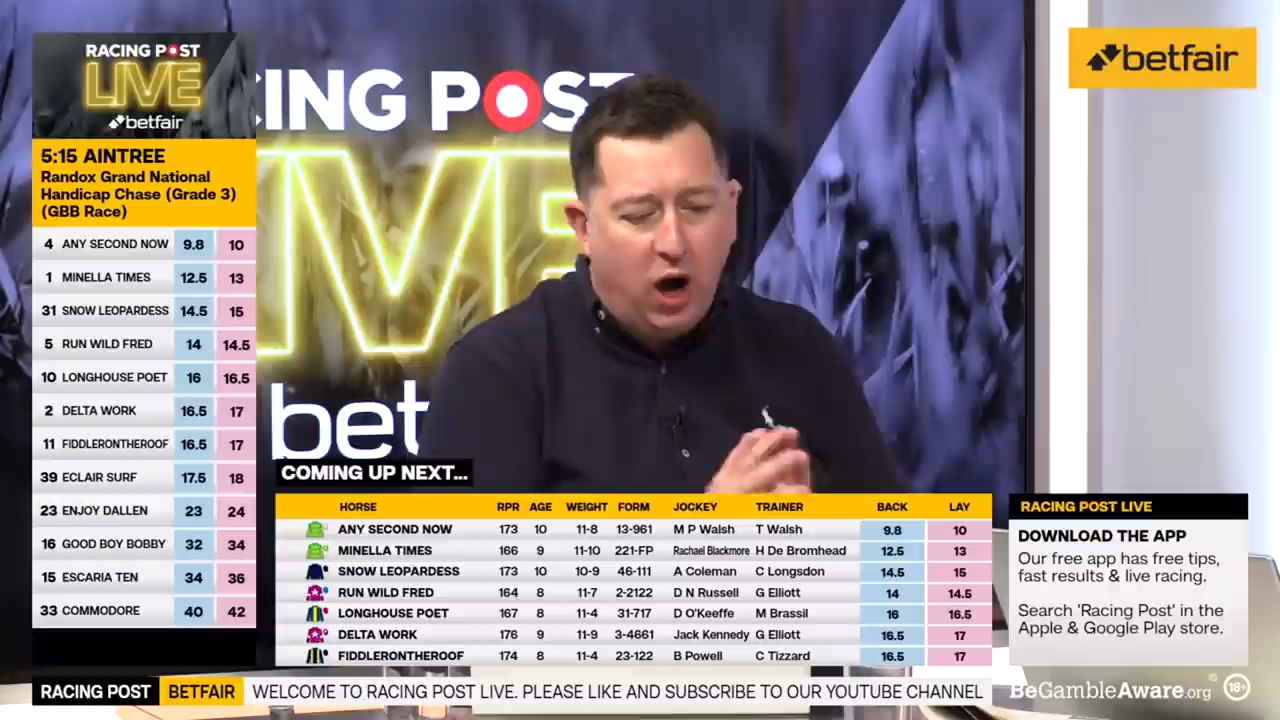 RACING POST
LIVE
betfair
5:15 AINTREE
Randox Grand National
Handicap Chase (Grade 3)
(GBB Race)
4 ANY SECOND NOW 9.8 10
1 MINELLA TIMES 12.5 13
31 SNOW LEOPARDESS 14.5 15
5 RUN WILD FRED 14 14.5
10 LONGHOUSE POET 16 16.5
2 DELTA WORK 16.5 17
11 FIDDLERONTHEROOF 16.5 17
39 ECLAIR SURF 17.5 18
23 ENJOY DALLEN 23 24
16 GOOD BOY BOBBY 32 34
15 ESCARIA TEN 34 36
33 COMMODORE 40 42
CING POST
IVE
bet
betfair
COMING UP NEXT...
HORSE RPR AGE WEIGHT FORM JOCKEY TRAINER BACK LAY
ANY SECOND NOW 173 10 11-8 13-961 M P Walsh T Walsh 9.8 10
MINELLA TIMES 166 9 11-10 221-FP Rachael Blackmore H De Bromhead 12.5 13
SNOW LEOPARDESS 173 10 10-9 46-111 A Coleman C Longsdon 14.5 15
RUN WILD FRED 164 8 11-7 2-2122 D N Russell G Elliott 14 14.5
LONGHOUSE POET 167 8 11-4 31-717 D O'Keeffe M Brassil 16 16.5
DELTA WORK 176 9 11-9 3-4661 Jack Kennedy G Elliott 16.5 17
FIDDLERONTHEROOF 174 8 11-4 23-122 B Powell C Tizzard 16.5 17
RACING POST LIVE
DOWNLOAD THE APP
Our free app has free tips,
fast results & live racing.
Search 'Racing Post' in the
Apple & Google Play store.
RACING POST BETFAIR WELCOME TO RACING POST LIVE. PLEASE LIKE AND SUBSCRIBE TO OUR YOUTUBE CHANNEL
BeGambleAware.org® 18+